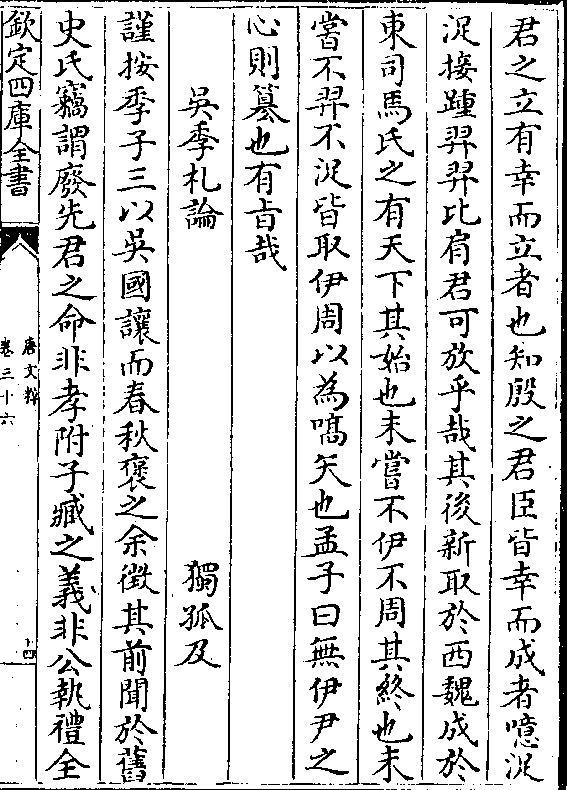 君之立有幸而立者也知殷之君臣皆幸而成者噫浞
浞接踵羿羿比肩君可放乎哉其後新取於西魏成於
東司馬氏之有天下其始也未嘗不伊不周其終也未
嘗不羿不浞皆取伊周以為嚆矢也孟子曰無伊尹之
心則簒也有旨哉
吳季札論 獨孤及
謹按季子三以吳國讓而春秋褒之余徴其前聞於舊
史氏竊謂廢先君之命非孝附子臧之義非公執禮全
欽定四庫全書
唐文粹
卷三十六
十四